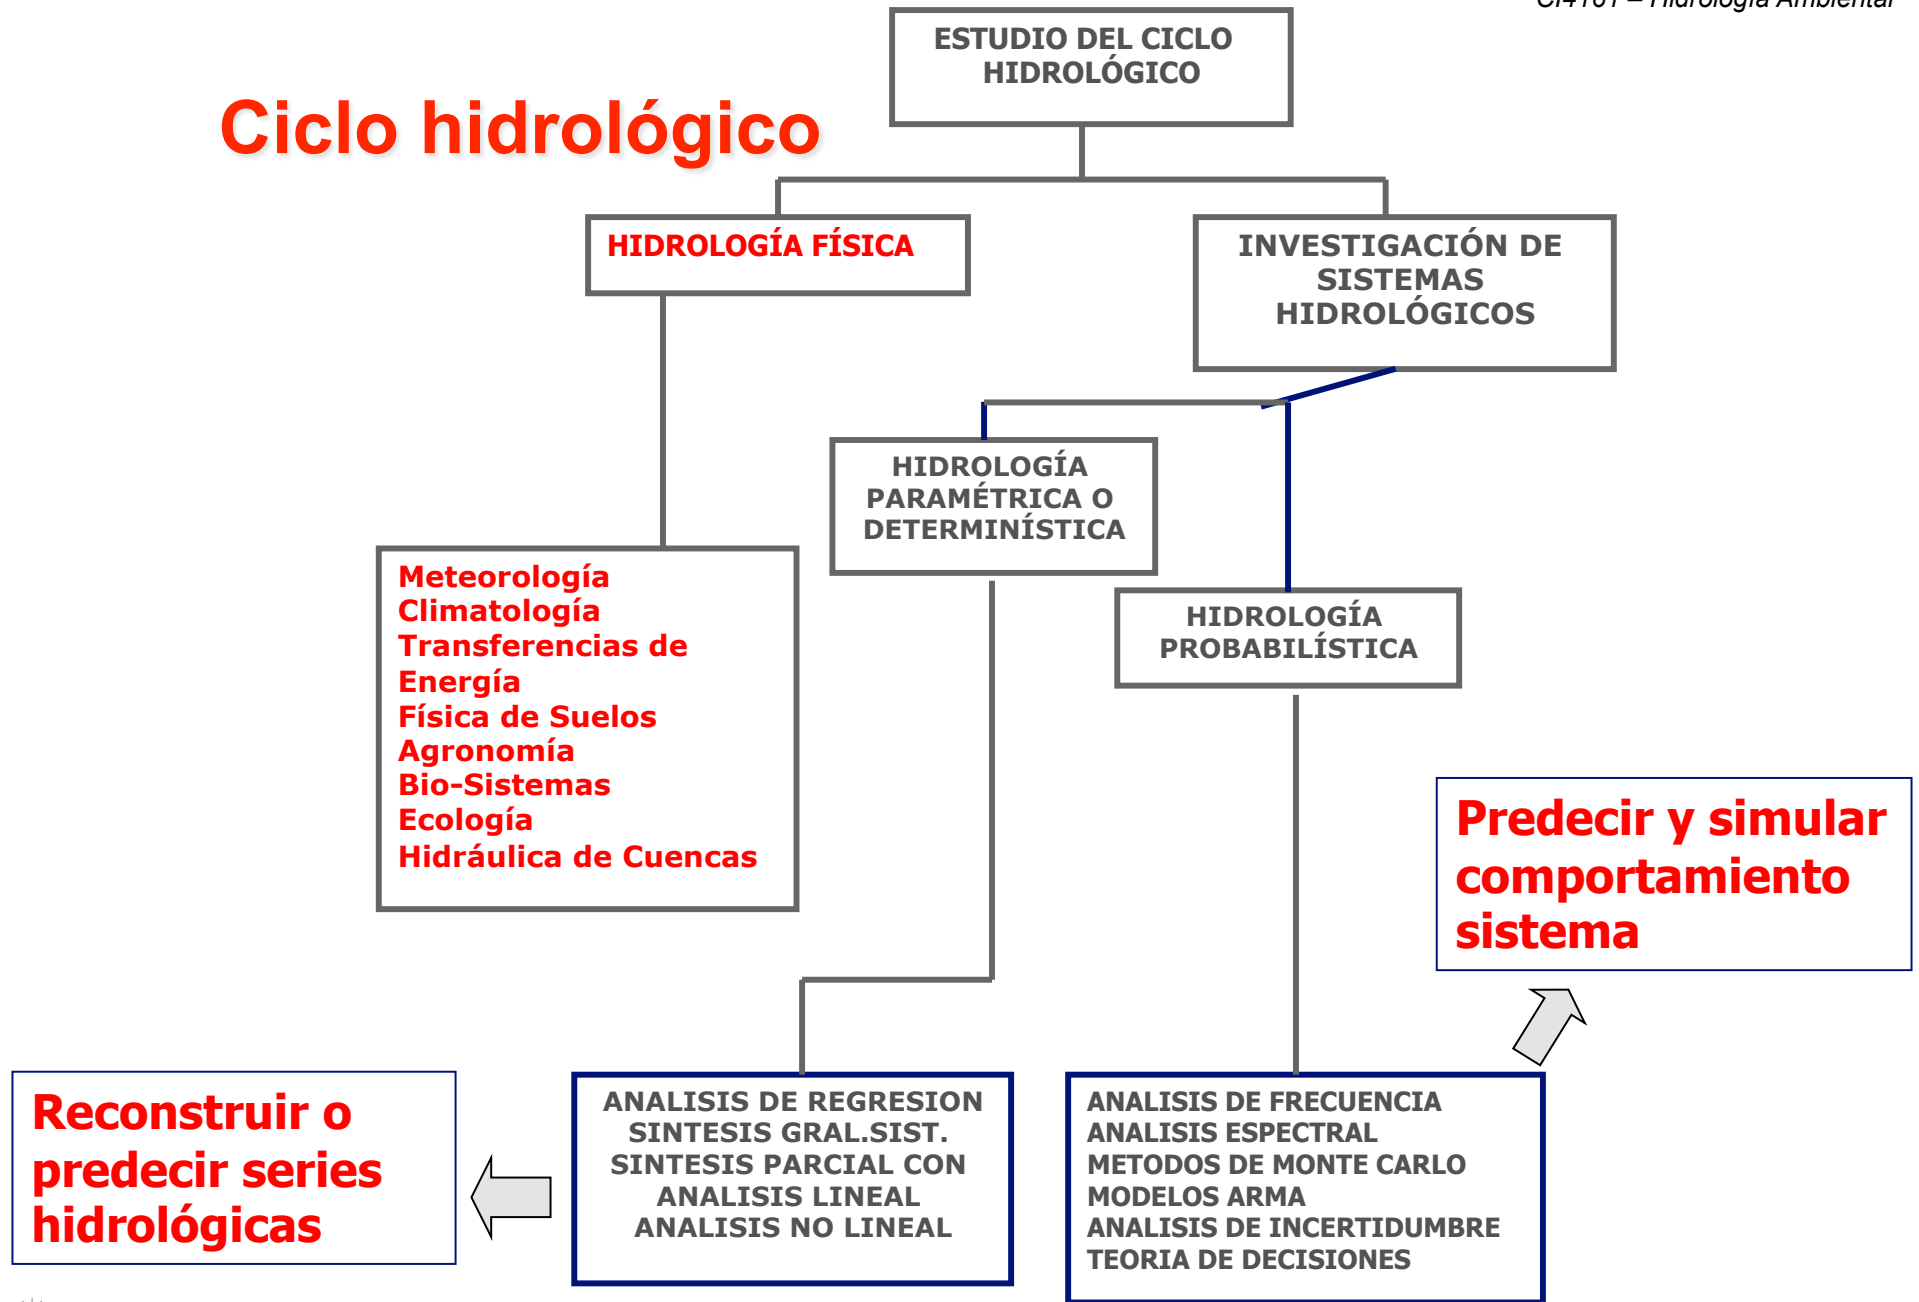 CI4101 – Hidrología Ambiental
ESTUDIO DEL CICLO
HIDROLÓGICO
Ciclo hidrológico
HIDROLOGÍA FÍSICA
INVESTIGACIÓN DE
SISTEMAS
HIDROLÓGICOS
HIDROLOGÍA
PARAMÉTRICA O
DETERMINÍSTICA
Meteorología
Climatología
Transferencias de
Energía
Física de Suelos
Agronomía
Bio-Sistemas
Ecología
Hidráulica de Cuencas
HIDROLOGÍA
PROBABILÍSTICA
Predecir y simular
comportamiento
sistema
Reconstruir o
predecir series
hidrológicas
ANALISIS DE REGRESION
SINTESIS GRAL.SIST.
SINTESIS PARCIAL CON
ANALISIS LINEAL
ANALISIS NO LINEAL
ANALISIS DE FRECUENCIA
ANALISIS ESPECTRAL
METODOS DE MONTE CARLO
MODELOS ARMA
ANALISIS DE INCERTIDUMBRE
TEORIA DE DECISIONES